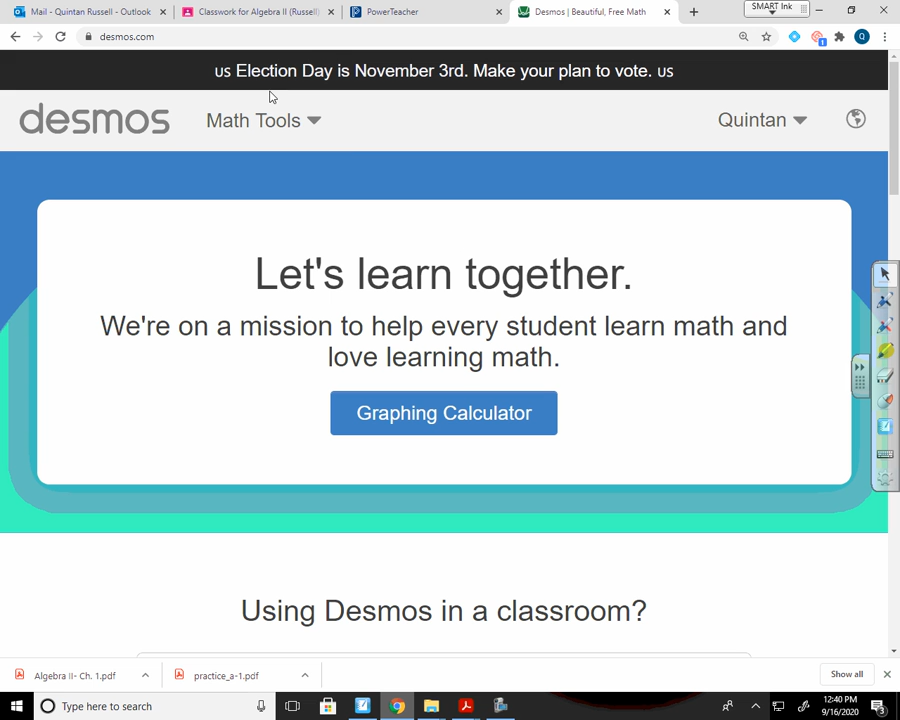 Mail - Quintan Russell - Outlook
Classwork for Algebra II (Russell)
PowerTeacher
Desmos | Beautiful, Free Math
SMART Ink
desmos.com
1
Q
US Election Day is November 3rd. Make your plan to vote. US
desmos
Math Tools
Quintan
Let's learn together.
We're on a mission to help every student learn math and
love learning math.
Graphing Calculator
Using Desmos in a classroom?
Algebra II- Ch. 1.pdf
practice_a-1.pdf
Show all
Type here to search
12:40 PM
9/16/2020
3